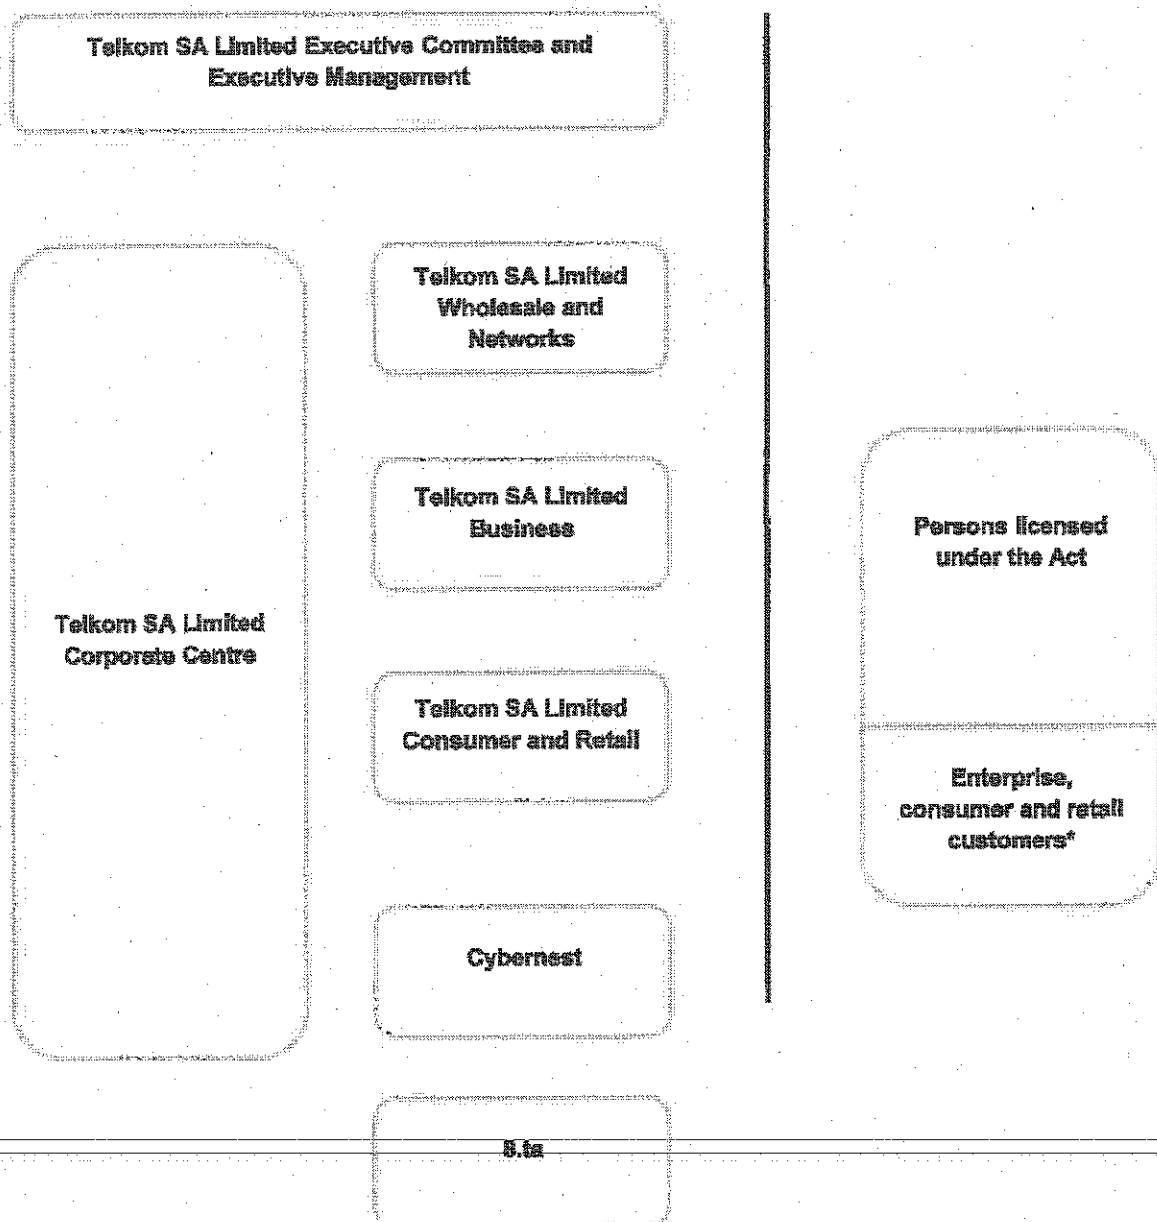 Telkom SA Limited Executive Committee and
Executive Management
Telkom SA Limited
Wholesale and
Networks
Telkom SA Limited
Business
Persons licensed
under the Act
Telkom SA Limited
Corporate Centre
Telkom SA Limited
Consumer and Retail
Enterprise,
consumer and retail
customers*
Cybernest
8.ta